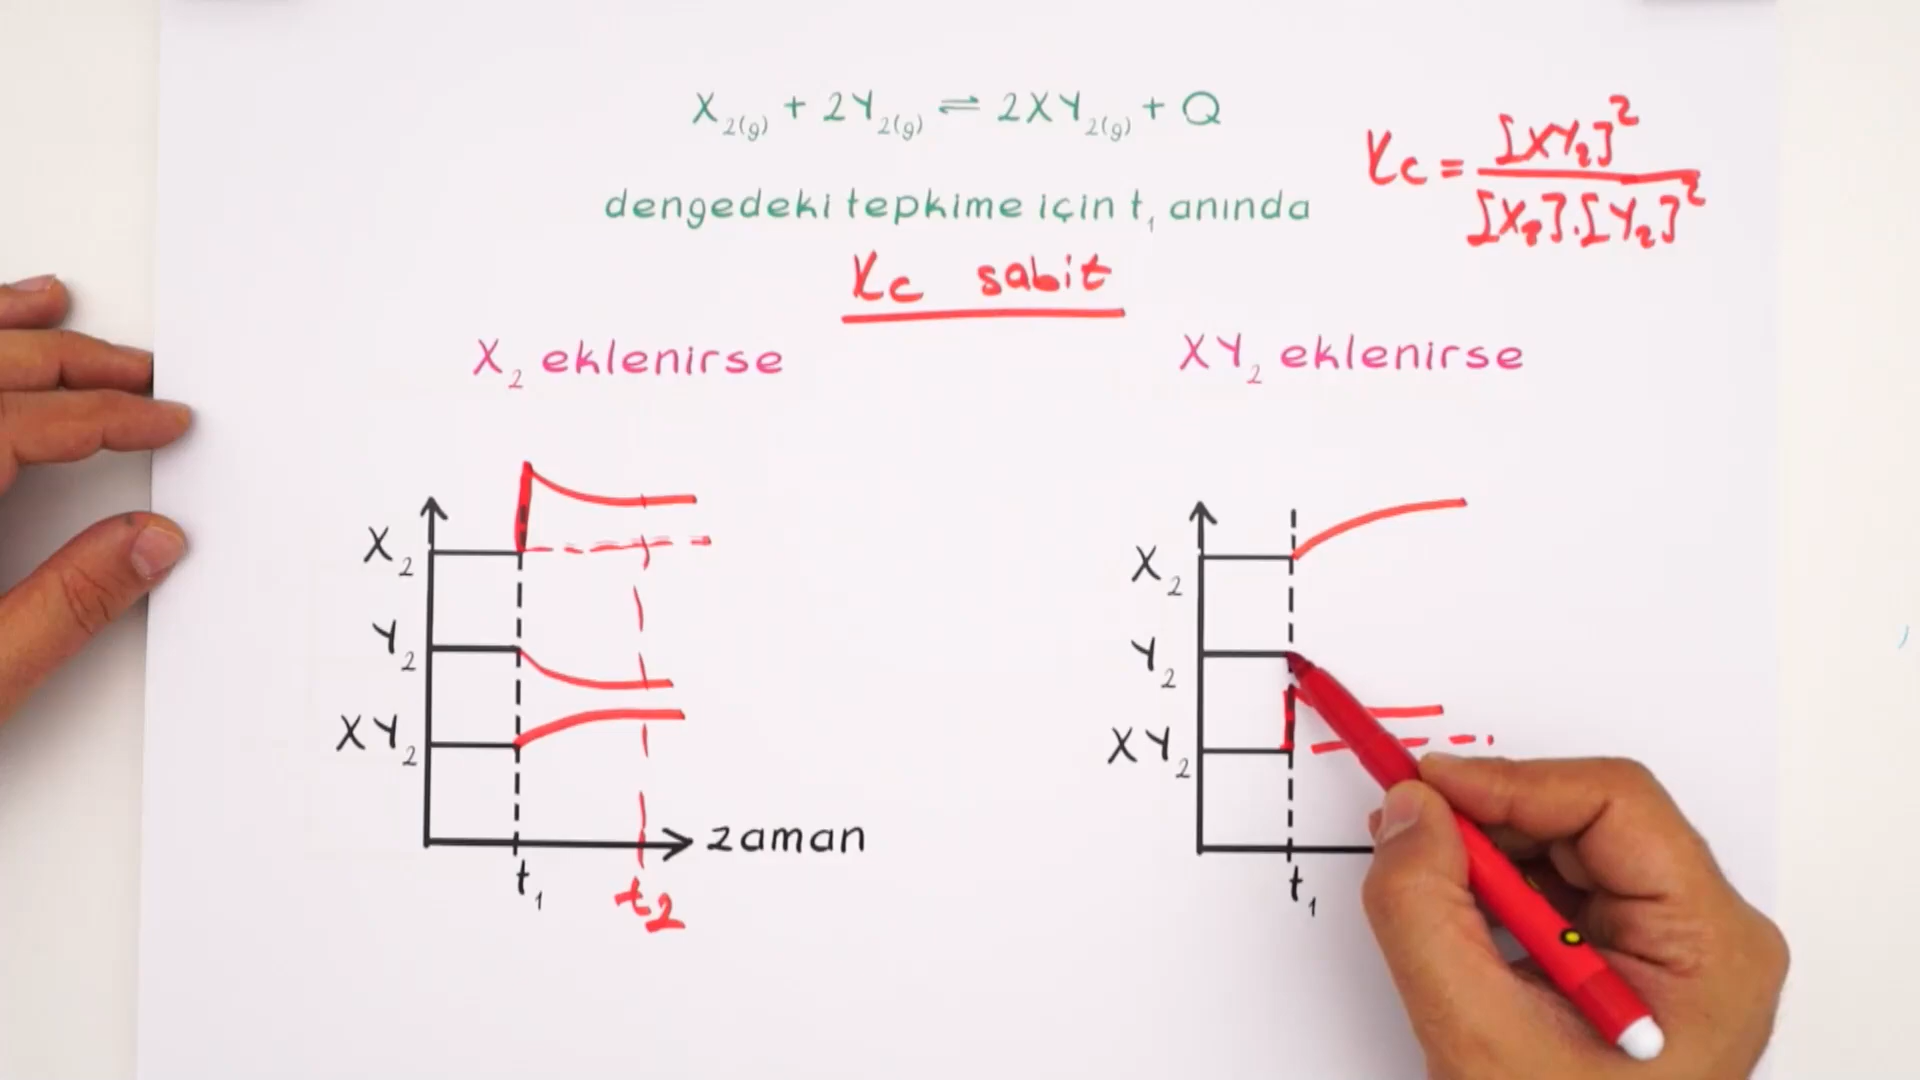 X₂(g) + 2Y₂(g) ⇌ 2XY₂(g) + Q
Kc = [XY₂]² / [X₂].[Y₂]²
dengedeki tepkime için t₁ anında
Kc sabit
X₂ eklenirse
XY₂ eklenirse
X₂
Y₂
XY₂
zaman
t₁
t₂
X₂
Y₂
XY₂
t₁